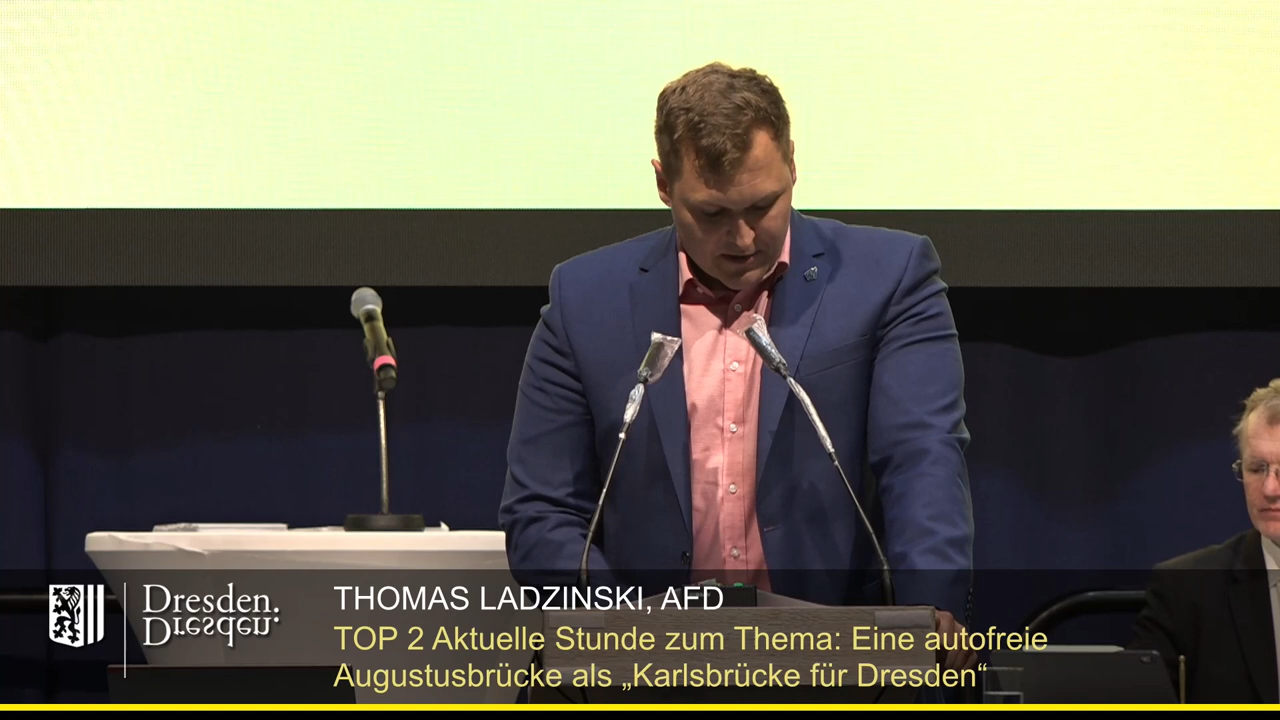 Dresden.
Dresden.
THOMAS LADZINSKI, AFD
TOP 2 Aktuelle Stunde zum Thema: Eine autofreie
Augustusbrücke als „Karlsbrücke für Dresden“